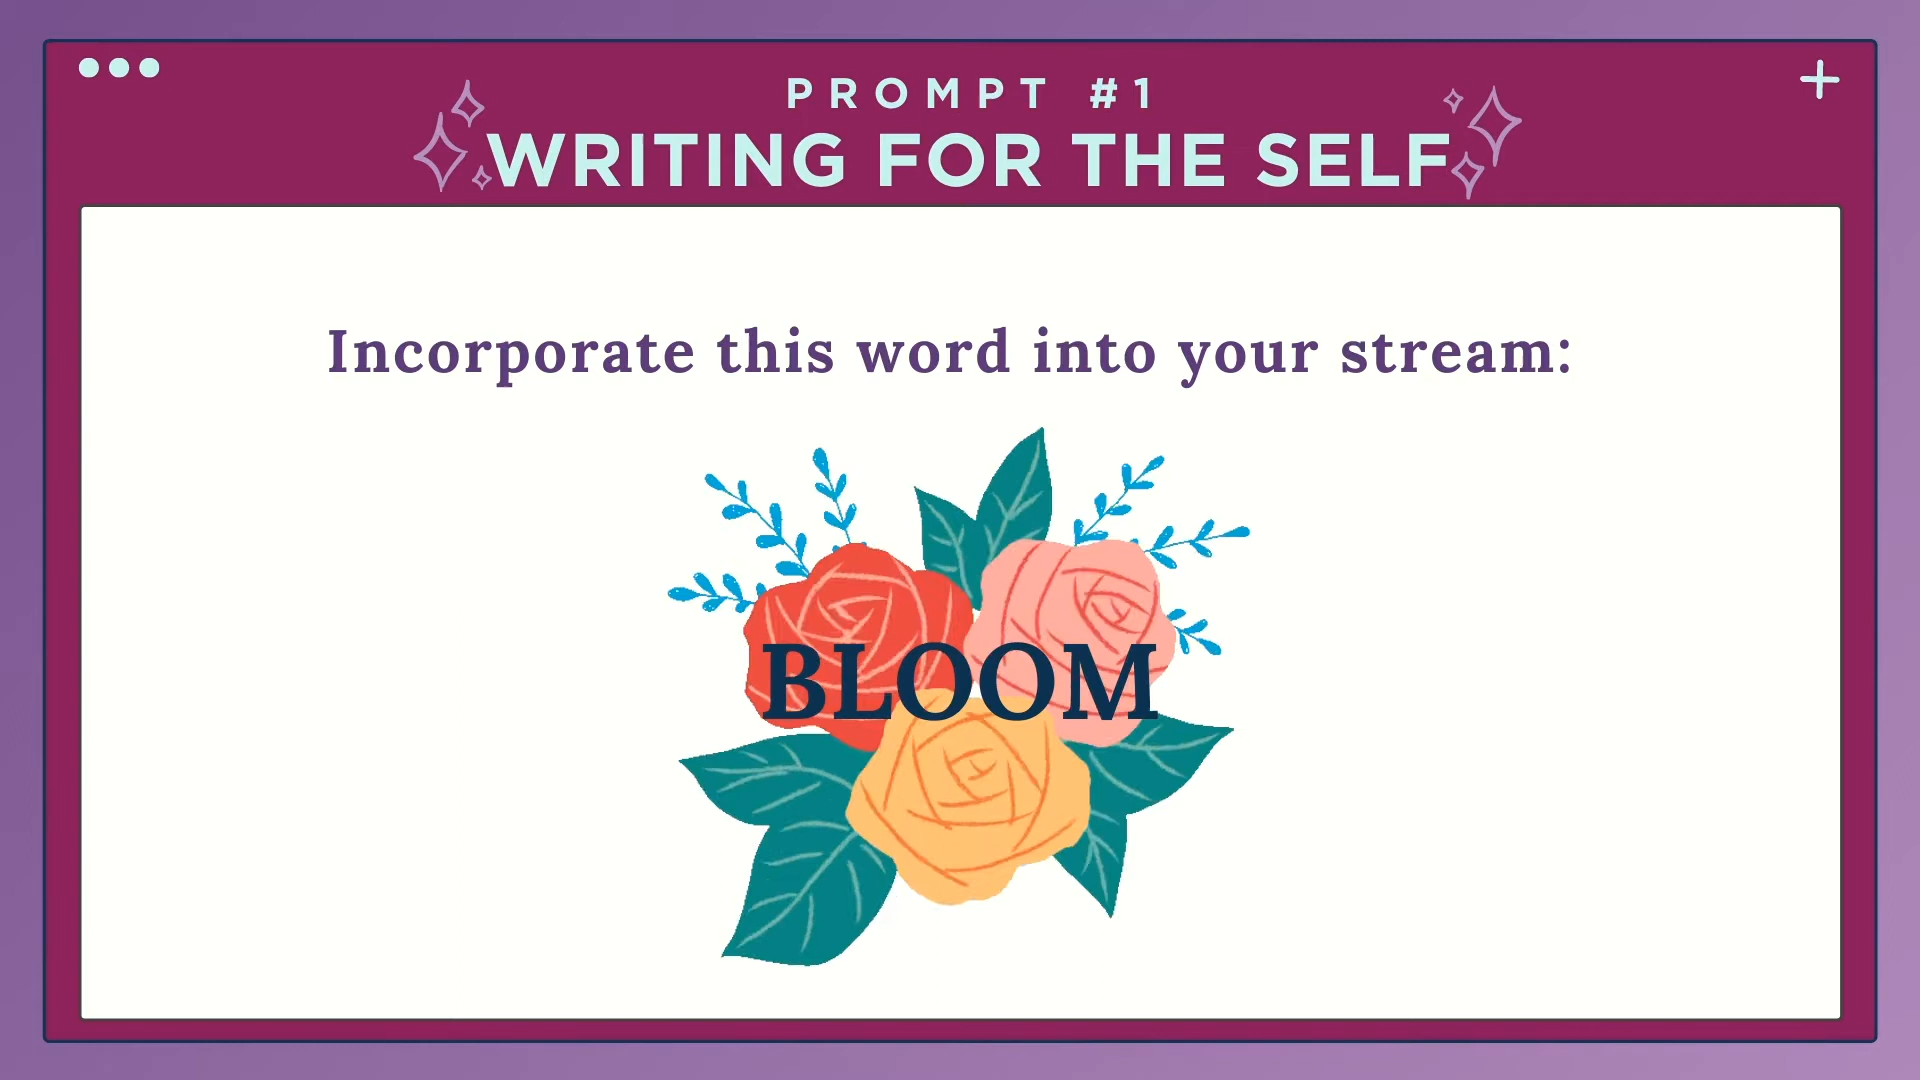 PROMPT #1
WRITING FOR THE SELF
Incorporate this word into your stream:
BLOOM